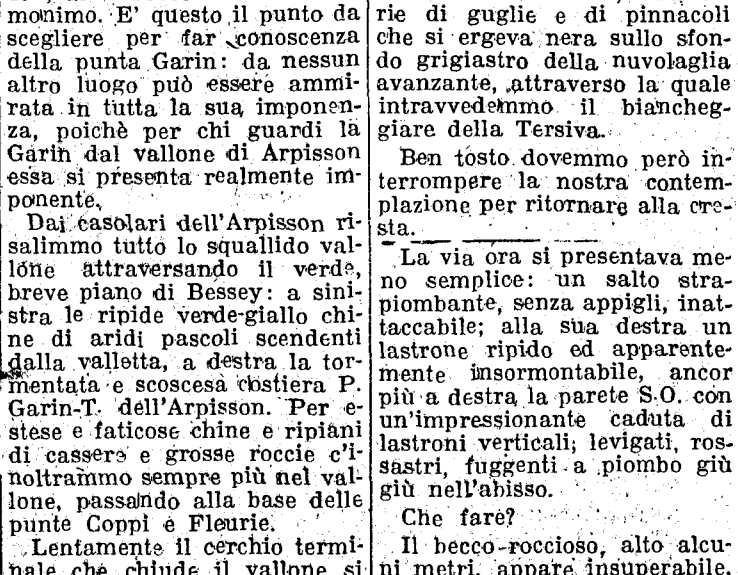 monimo. E' questo il punto da
scegliere per far conoscenza
della punta Garin: da nessun
altro luogo può essere ammi-
rata in tutta la sua imponen-
za, poichè per chi guardi la
Garin dal vallone di Arpisson
essa si presenta realmente im-
ponente.
Dai casolari dell'Arpisson ri-
salimmo tutto lo squallido val-
lone attraversando il verde,
breve piano di Bessey: a sini-
stra le ripide verde-giallo chi-
ne di aridi pascoli scendenti
dalla valletta, a destra la tor-
mentata e scoscesa costiera P.
Garin-T. dell'Arpisson. Per e-
stese e faticose chine e ripiani
di cassere e grosse roccie c'i-
noltrammo sempre più nel val-
lone, passando alla base delle
punte Coppi e Fleurie.
Lentamente il cerchio termi-
nale che chiude il vallone si
rie di guglie e di pinnacoli
che si ergeva nera sullo sfon-
do grigiastro della nuvolaglia
avanzante, attraverso la quale
intravvedemmo il biancheg-
giare della Tersiva.
Ben tosto dovemmo però in-
terrompere la nostra contem-
plazione per ritornare alla cre-
sta.
La via ora si presentava me-
no semplice: un salto stra-
piombante, senza appigli, inat-
taccabile; alla sua destra un
lastrone ripido ed apparente-
mente insormontabile, ancor
più a destra la parete S.O. con
un'impressionante caduta di
lastroni verticali; levigati, ros-
sastri, fuggenti a piombo giù
giù nell'abisso.
Che fare?
Il becco roccioso, alto alcu-
ni metri, appare insuperabile.